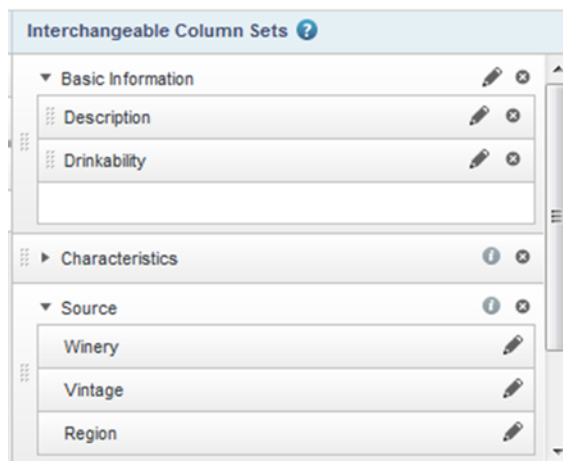 Interchangeable Column Sets ?
Basic Information
Description
Drinkability
Characteristics i
Source i
Winery
Vintage
Region